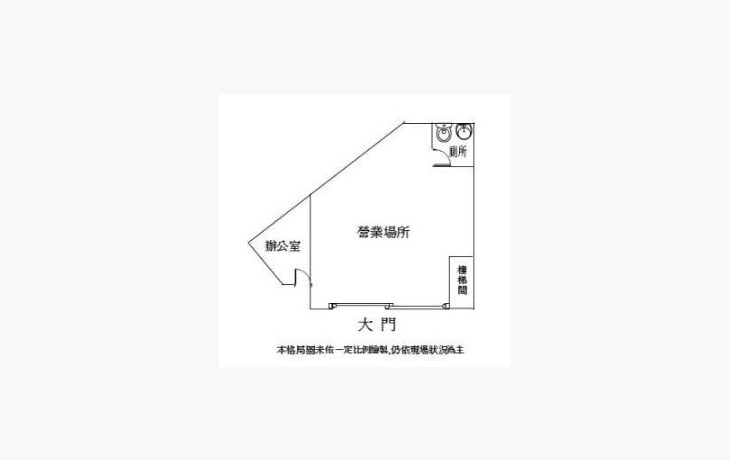 廁所
營業場所
辦公室
樓梯間
大門
本格局圖未依一定比例繪製,仍依現場狀況為主